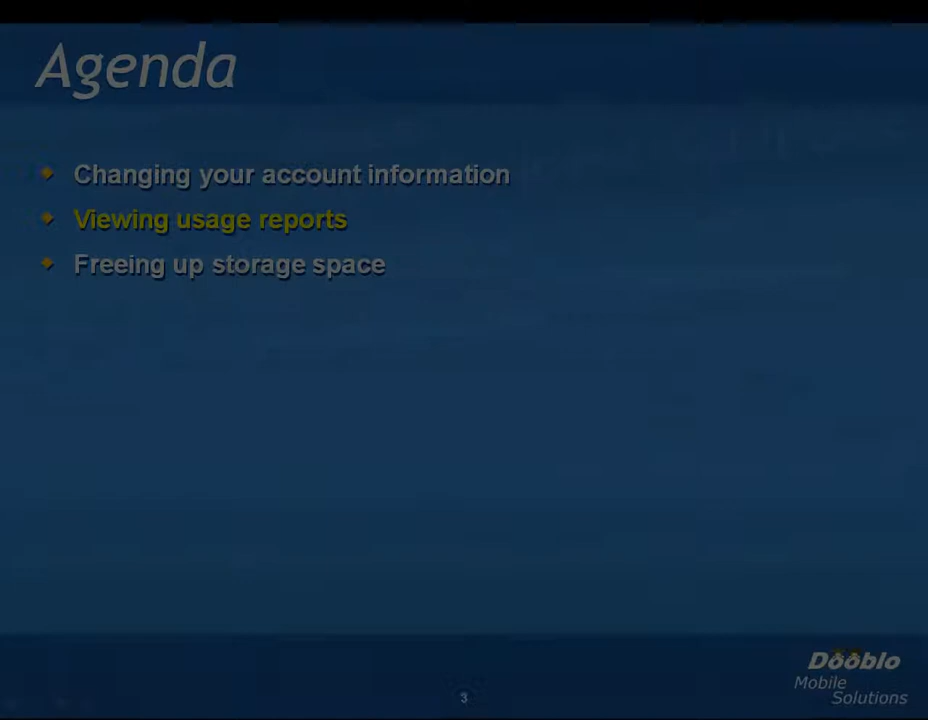 Agenda
Changing your account information
Viewing usage reports
Freeing up storage space
3
Dooblo
Mobile
Solutions